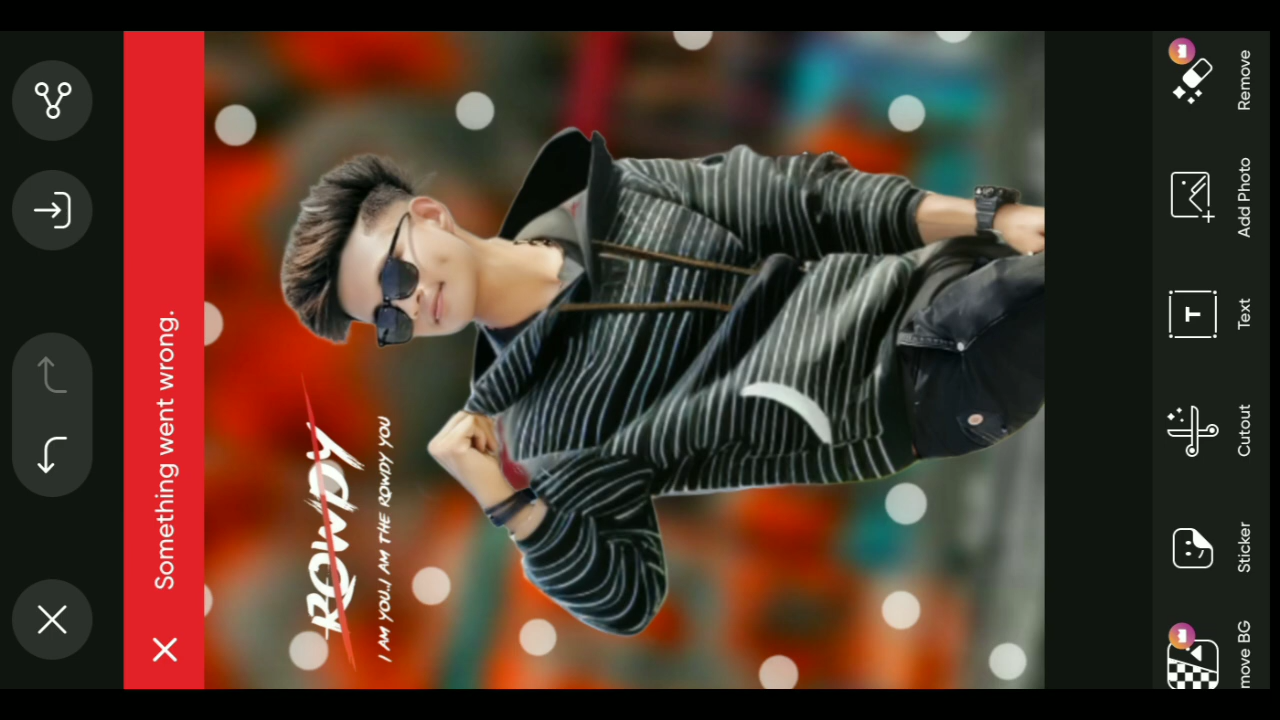 Something went wrong.
ROWDY
I AM YOU..I AM THE ROWDY YOU
move BG
Sticker
Cutout
Text
Add Photo
Remove